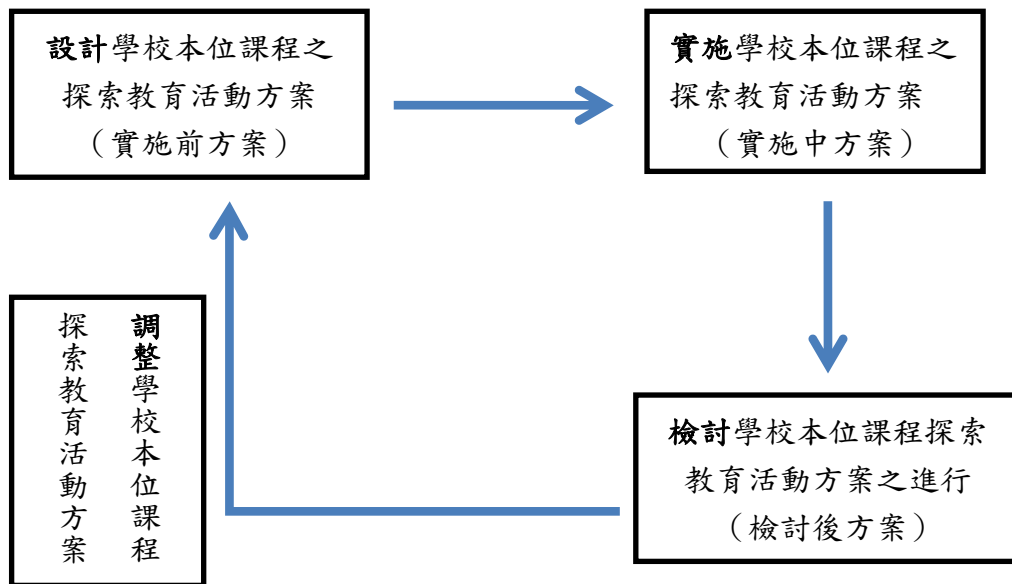 設計學校本位課程之
探索教育活動方案
（實施前方案）
實施學校本位課程之
探索教育活動方案
（實施中方案）
檢討學校本位課程探索
教育活動方案之進行
（檢討後方案）
調整學校本位課程
探索教育活動方案